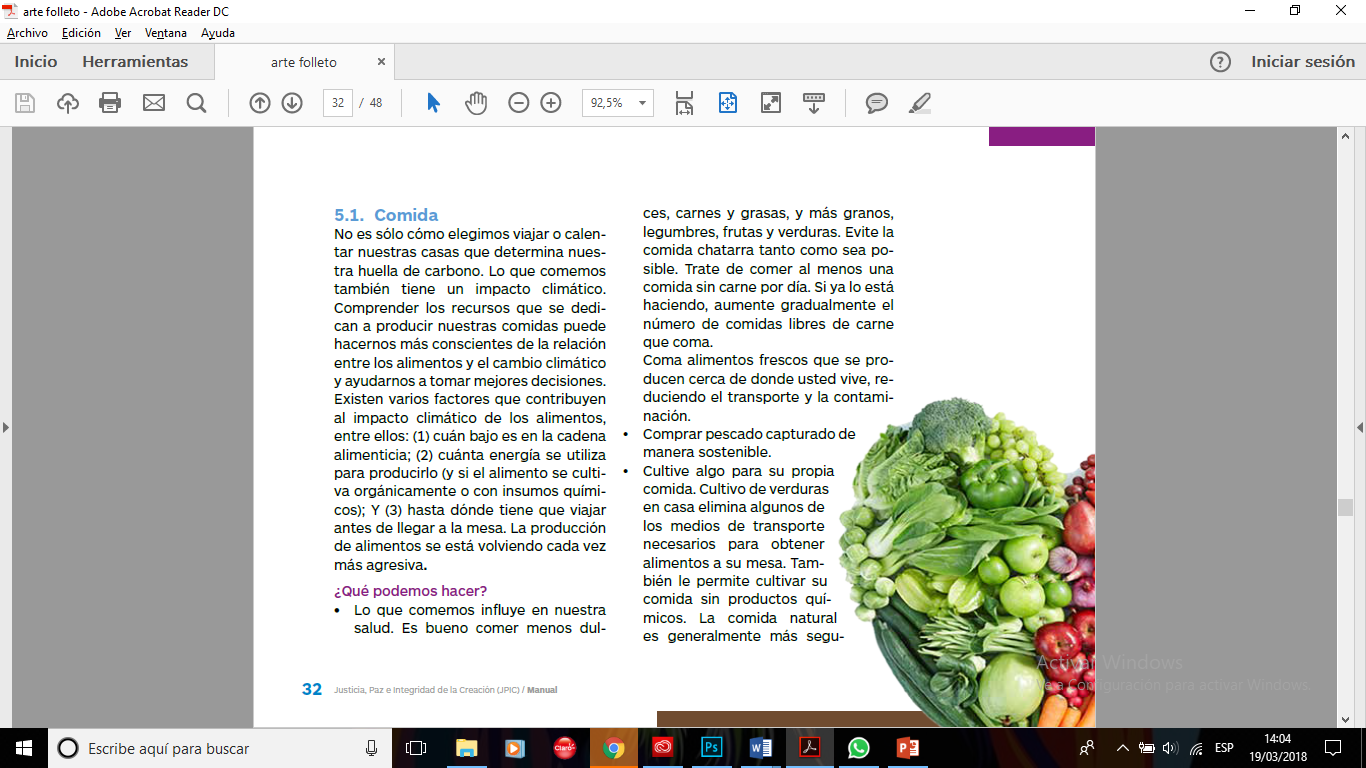 arte folleto - Adobe Acrobat Reader DC
Archivo Edición Ver Ventana Ayuda
Inicio Herramientas arte folleto × ? Iniciar sesión
32 / 48 92,5%
5.1. Comida
No es sólo cómo elegimos viajar o calen-
tar nuestras casas que determina nues-
tra huella de carbono. Lo que comemos
también tiene un impacto climático.
Comprender los recursos que se dedi-
can a producir nuestras comidas puede
hacernos más conscientes de la relación
entre los alimentos y el cambio climático
y ayudarnos a tomar mejores decisiones.
Existen varios factores que contribuyen
al impacto climático de los alimentos,
entre ellos: (1) cuán bajo es en la cadena
alimenticia; (2) cuánta energía se utiliza
para producirlo (y si el alimento se culti-
va orgánicamente o con insumos quími-
cos); Y (3) hasta dónde tiene que viajar
antes de llegar a la mesa. La producción
de alimentos se está volviendo cada vez
más agresiva.
¿Qué podemos hacer?
• Lo que comemos influye en nuestra
salud. Es bueno comer menos dul-
ces, carnes y grasas, y más granos,
legumbres, frutas y verduras. Evite la
comida chatarra tanto como sea po-
sible. Trate de comer al menos una
comida sin carne por día. Si ya lo está
haciendo, aumente gradualmente el
número de comidas libres de carne
que coma.
Coma alimentos frescos que se pro-
ducen cerca de donde usted vive, re-
duciendo el transporte y la contami-
nación.
• Comprar pescado capturado de
manera sostenible.
• Cultive algo para su propia
comida. Cultivo de verduras
en casa elimina algunos de
los medios de transporte
necesarios para obtener
alimentos a su mesa. Tam-
bién le permite cultivar su
comida sin productos quí-
micos. La comida natural
es generalmente más segu-
32 Justicia, Paz e Integridad de la Creación (JPIC) / Manual
Activar Windows
Ve a Configuración para activar Windows.
Escribe aquí para buscar
Claro
Ps
ESP
14:04
19/03/2018